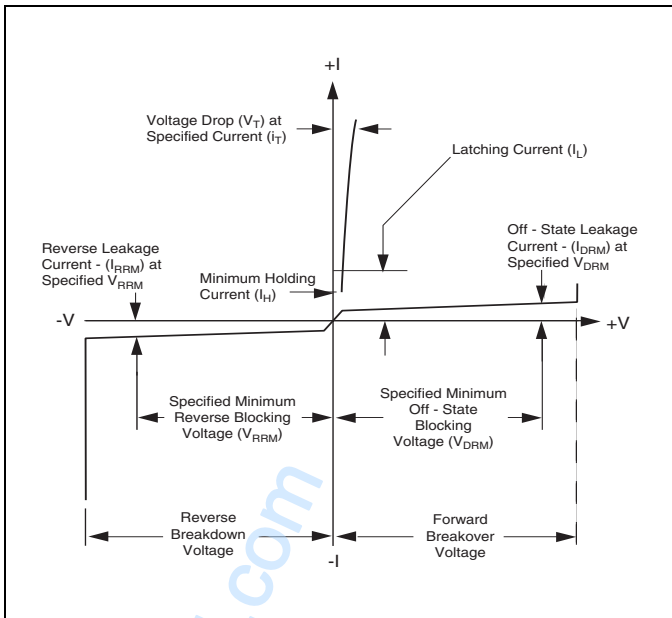 +I
Voltage Drop (VT) at
Specified Current (iT)
Latching Current (IL)
Reverse Leakage
Current - (IRRM) at
Specified VRRM
Off - State Leakage
Current - (IDRM) at
Specified VDRM
Minimum Holding
Current (IH)
-V
+V
Specified Minimum
Reverse Blocking
Voltage (VRRM)
Specified Minimum
Off - State
Blocking
Voltage (VDRM)
Reverse
Breakdown
Voltage
Forward
Breakover
Voltage
-I
.com